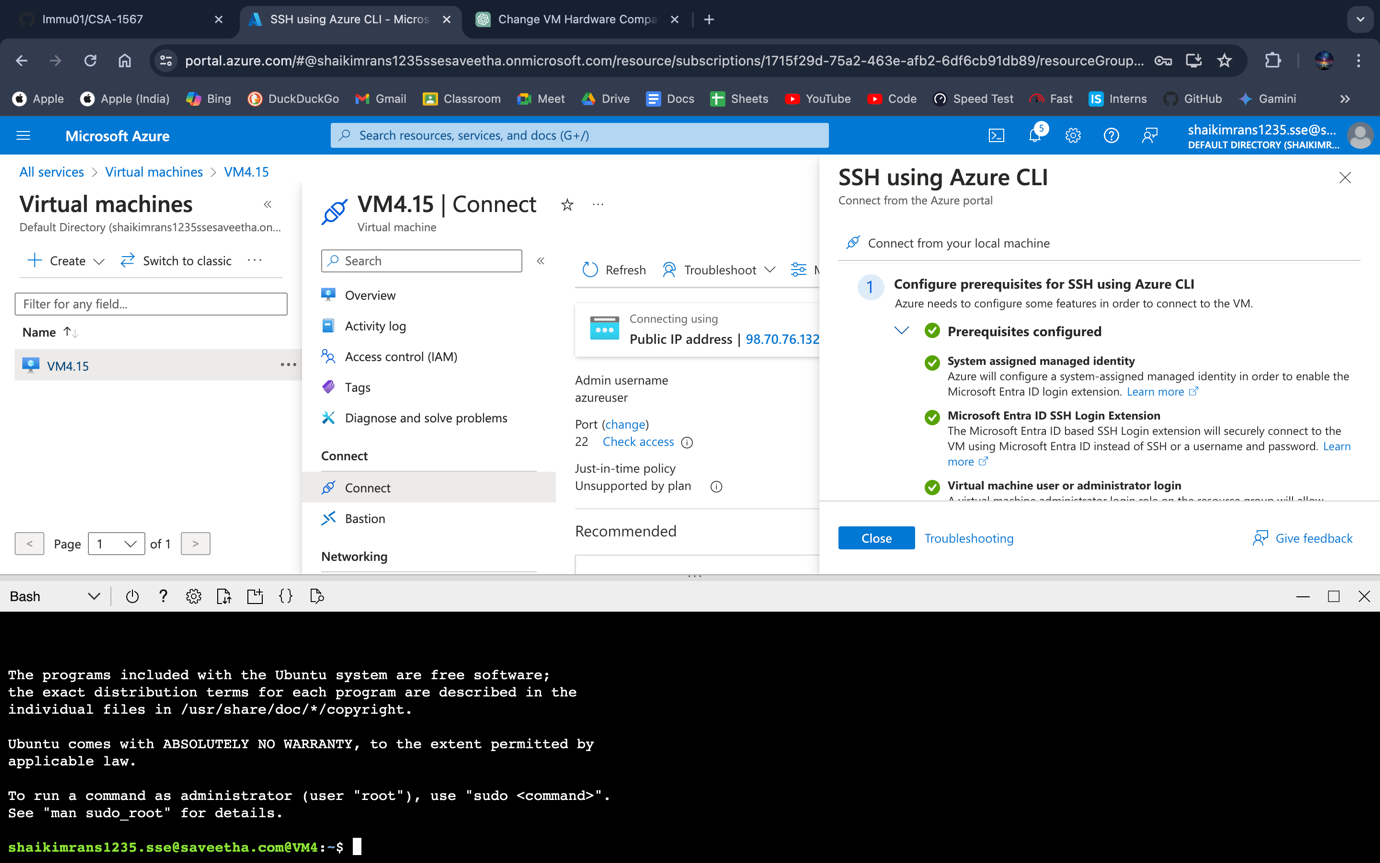 Immu01/CSA-1567
SSH using Azure CLI - Micros
Change VM Hardware Compa
portal.azure.com/#@shaikimrans1235ssesaveetha.onmicrosoft.com/resource/subscriptions/1715f29d-75a2-463e-afb2-6df6cb91db89/resourceGroup...
Apple
Apple (India)
Bing
DuckDuckGo
Gmail
Classroom
Meet
Drive
Docs
Sheets
YouTube
Code
Speed Test
Fast
Interns
GitHub
Gamini
Microsoft Azure
Search resources, services, and docs (G+/)
5
shaikimrans1235.sse@s...
DEFAULT DIRECTORY (SHAIKIMR...
All services > Virtual machines > VM4.15
Virtual machines
Default Directory (shaikimrans1235ssesaveetha.on...
Create
Switch to classic
Filter for any field...
Name
VM4.15
< Page 1 of 1 >
VM4.15 | Connect
Virtual machine
Search
Overview
Activity log
Access control (IAM)
Tags
Diagnose and solve problems
Connect
Connect
Bastion
Networking
Refresh
Troubleshoot
M
Connecting using
Public IP address | 98.70.76.132
Admin username
azureuser
Port (change)
22 Check access
Just-in-time policy
Unsupported by plan
Recommended
SSH using Azure CLI
Connect from the Azure portal
Connect from your local machine
1
Configure prerequisites for SSH using Azure CLI
Azure needs to configure some features in order to connect to the VM.
Prerequisites configured
System assigned managed identity
Azure will configure a system-assigned managed identity in order to enable the
Microsoft Entra ID login extension. Learn more
Microsoft Entra ID SSH Login Extension
The Microsoft Entra ID based SSH Login extension will securely connect to the
VM using Microsoft Entra ID instead of SSH or a username and password. Learn
more
Virtual machine user or administrator login
A virtual machine administrator login role on the resource group will allow
Close
Troubleshooting
Give feedback
Bash
The programs included with the Ubuntu system are free software;
the exact distribution terms for each program are described in the
individual files in /usr/share/doc/*/copyright.
Ubuntu comes with ABSOLUTELY NO WARRANTY, to the extent permitted by
applicable law.
To run a command as administrator (user "root"), use "sudo <command>".
See "man sudo_root" for details.
shaikimrans1235.sse@saveetha.com@VM4:~$